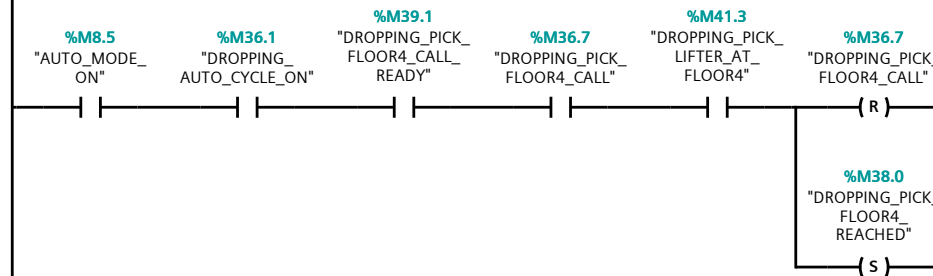 %M8.5
"AUTO_MODE_
ON"
%M36.1
"DROPPING_
AUTO_CYCLE_ON"
%M39.1
"DROPPING_PICK_
FLOOR4_CALL_
READY"
%M36.7
"DROPPING_PICK_
FLOOR4_CALL"
%M41.3
"DROPPING_PICK_
LIFTER_AT_
FLOOR4"
%M36.7
"DROPPING_PICK_
FLOOR4_CALL"
R
%M38.0
"DROPPING_PICK_
FLOOR4_
REACHED"
S